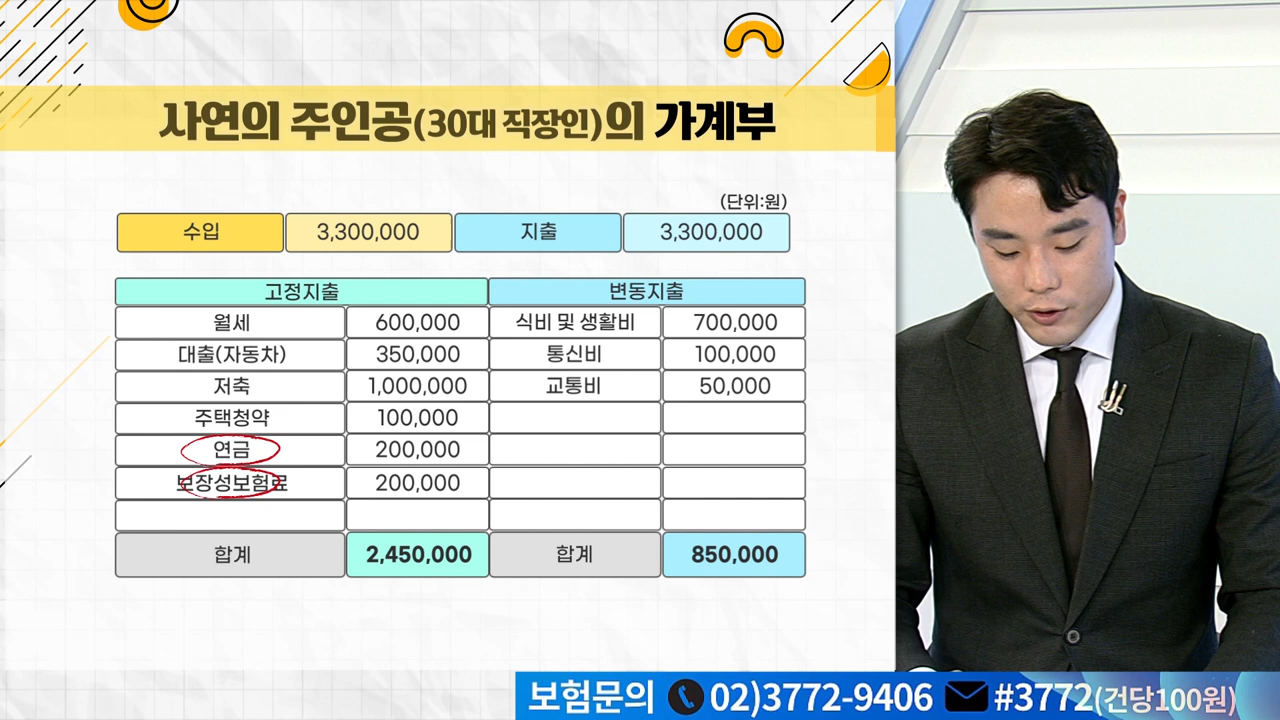 사연의 주인공(30대 직장인)의 가계부
(단위:원)
수입 3,300,000 지출 3,300,000
고정지출 변동지출
월세 600,000 식비 및 생활비 700,000
대출(자동차) 350,000 통신비 100,000
저축 1,000,000 교통비 50,000
주택청약 100,000
연금 200,000
보장성보험료 200,000
합계 2,450,000 합계 850,000
보험문의 02)3772-9406 #3772(건당100원)